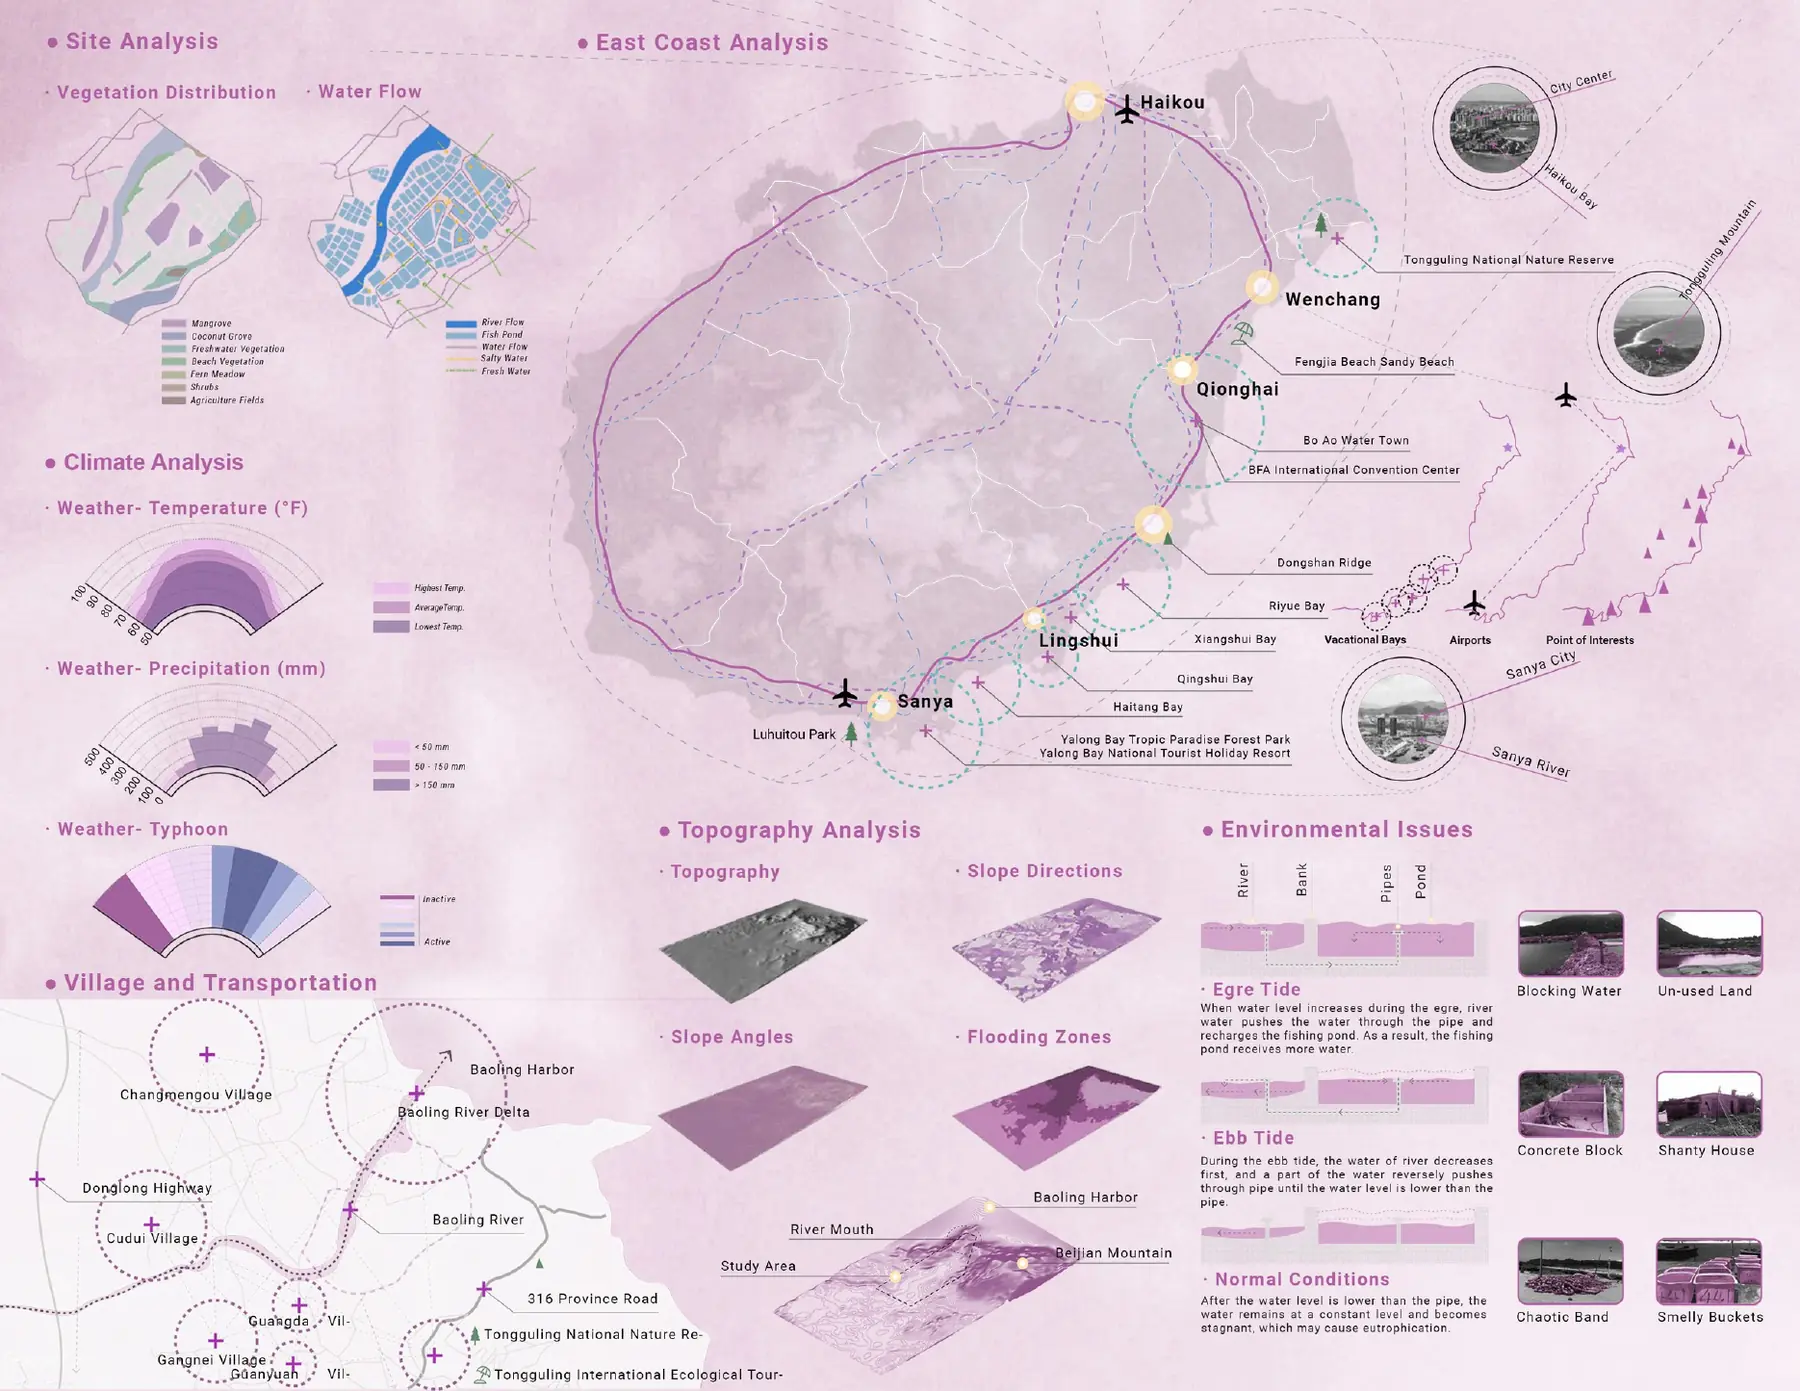 ● Site Analysis
· Vegetation Distribution
· Water Flow
Mangrove
Coconut Grove
Freshwater Vegetation
Beach Vegetation
Fern Meadow
Shrubs
Agriculture Fields
River Flow
Fish Pond
Water Flow
Salty Water
Fresh Water
● Climate Analysis
· Weather- Temperature (°F)
100
90
80
70
60
50
Highest Temp.
AverageTemp.
Lowest Temp.
· Weather- Precipitation (mm)
500
400
300
200
100
0
< 50 mm
50 - 150 mm
> 150 mm
· Weather- Typhoon
Inactive
Active
● East Coast Analysis
Haikou
Wenchang
Qionghai
Lingshui
Sanya
Luhuitou Park
Tongguling National Nature Reserve
Fengjia Beach Sandy Beach
Bo Ao Water Town
BFA International Convention Center
Dongshan Ridge
Riyue Bay
Xiangshui Bay
Qingshui Bay
Haitang Bay
Yalong Bay Tropic Paradise Forest Park
Yalong Bay National Tourist Holiday Resort
City Center
Haikou Bay
Tongguling Mountain
Vacational Bays
Airports
Point of Interests
Sanya City
Sanya River
● Village and Transportation
Changmengou Village
Baoling Harbor
Baoling River Delta
Donglong Highway
Cudui Village
Baoling River
316 Province Road
Guangda Vil-
Gangnei Village
Guanyuan Vil-
Tongguling National Nature Re-
Tongguling International Ecological Tour-
● Topography Analysis
· Topography
· Slope Directions
· Slope Angles
· Flooding Zones
Baoling Harbor
River Mouth
Beijian Mountain
Study Area
● Environmental Issues
River
Bank
Pipes
Pond
· Egre Tide
When water level increases during the egre, river
water pushes the water through the pipe and
recharges the fishing pond. As a result, the fishing
pond receives more water.
· Ebb Tide
During the ebb tide, the water of river decreases
first, and a part of the water reversely pushes
through pipe until the water level is lower than the
pipe.
· Normal Conditions
After the water level is lower than the pipe, the
water remains at a constant level and becomes
stagnant, which may cause eutrophication.
Blocking Water
Un-used Land
Concrete Block
Shanty House
Chaotic Band
Smelly Buckets